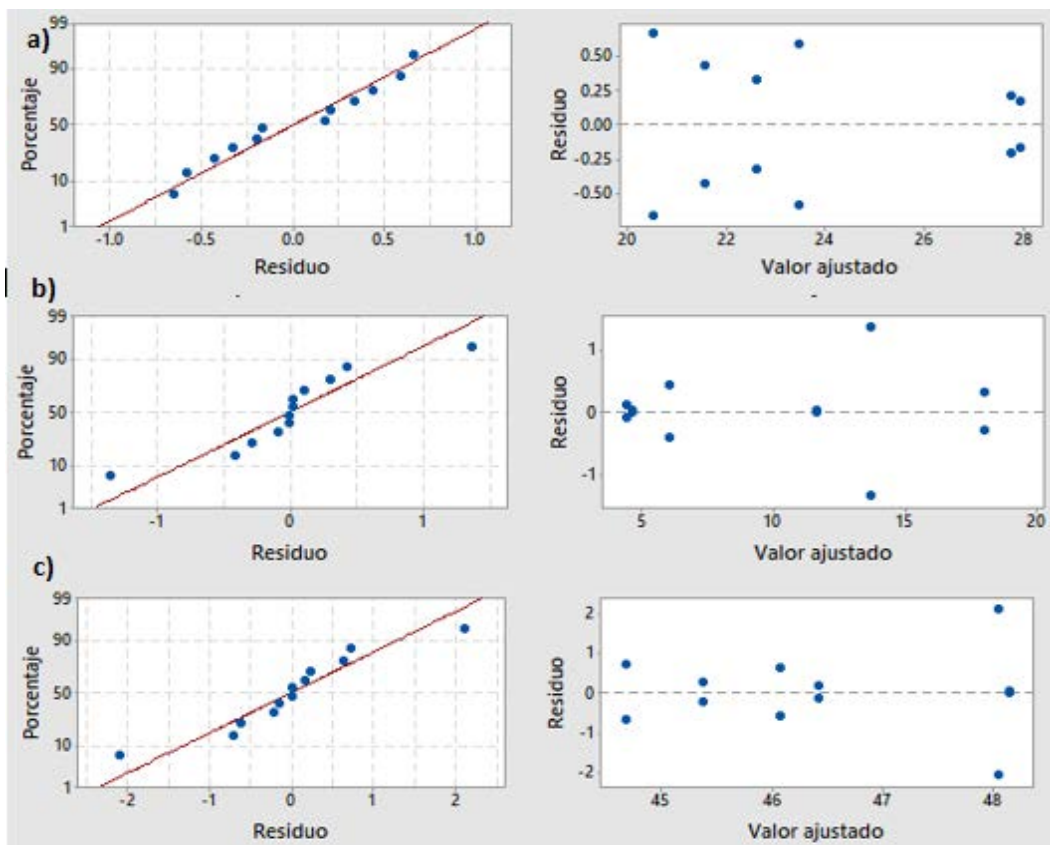 a)
99
90
50
10
1
Porcentaje
-1.0 -0.5 0.0 0.5 1.0
Residuo
0.50
0.25
0.00
-0.25
-0.50
Residuo
20 22 24 26 28
Valor ajustado
b)
99
90
50
10
1
Porcentaje
-1 0 1
Residuo
1
0
-1
Residuo
5 10 15 20
Valor ajustado
c)
99
90
50
10
1
Porcentaje
-2 -1 0 1 2
Residuo
2
1
0
-1
-2
Residuo
45 46 47 48
Valor ajustado